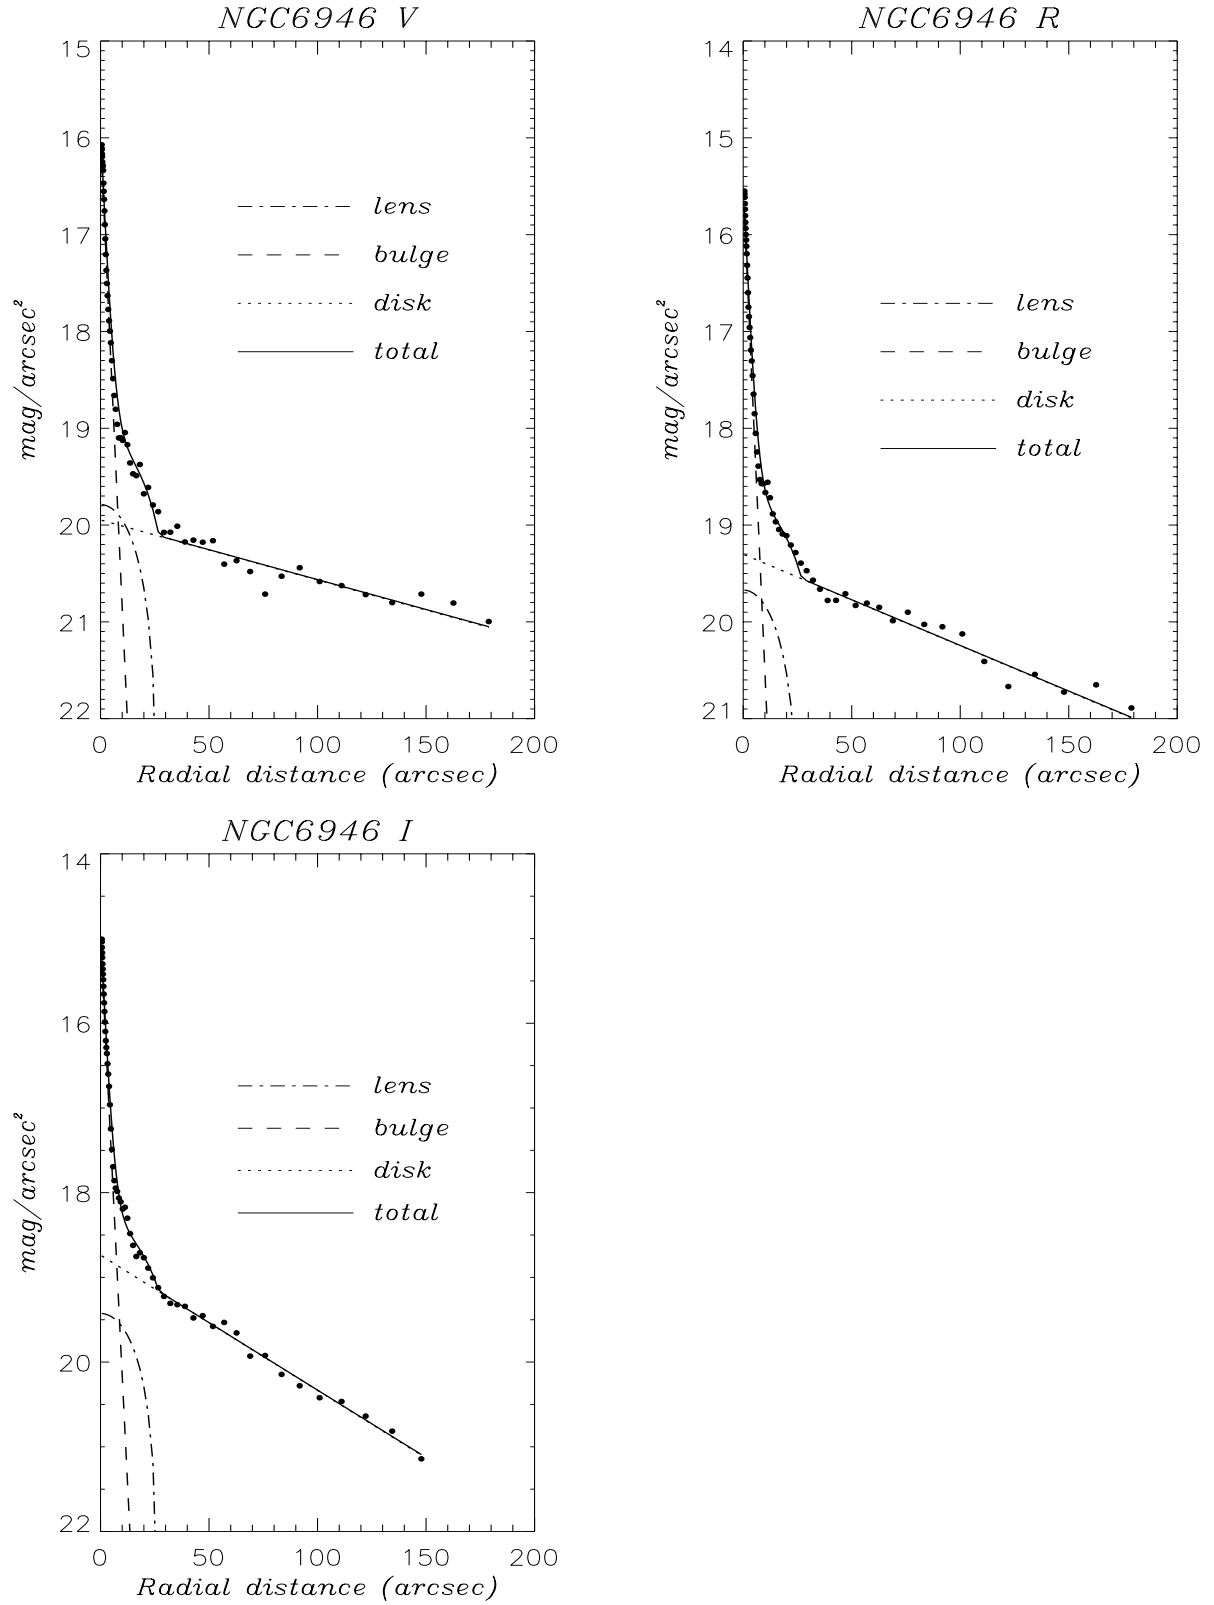 NGC6946 V
15
16
17
18
19
20
21
22
mag/arcsec²
lens
bulge
disk
total
0 50 100 150 200
Radial distance (arcsec)
NGC6946 R
14
15
16
17
18
19
20
21
mag/arcsec²
lens
bulge
disk
total
0 50 100 150 200
Radial distance (arcsec)
NGC6946 I
14
16
18
20
22
mag/arcsec²
lens
bulge
disk
total
0 50 100 150 200
Radial distance (arcsec)